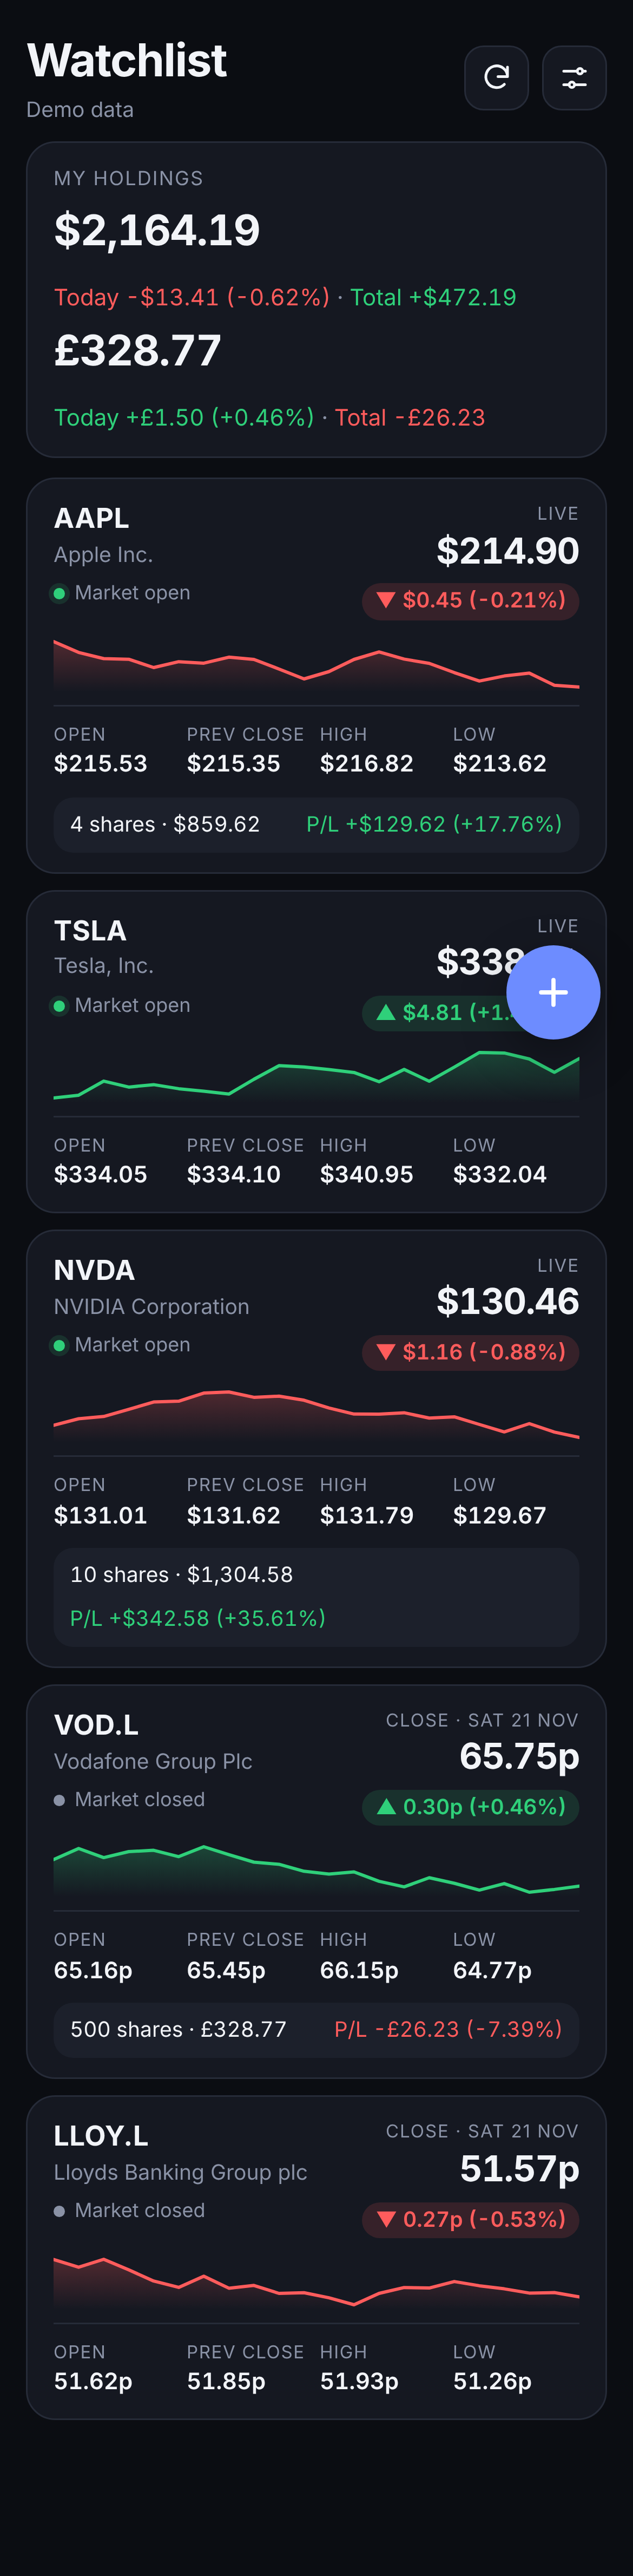 Watchlist
Demo data
MY HOLDINGS
$2,164.19
Today -$13.41 (-0.62%) · Total +$472.19
£328.77
Today +£1.50 (+0.46%) · Total -£26.23
AAPL
LIVE
Apple Inc.
$214.90
Market open
▼ $0.45 (-0.21%)
OPEN PREV CLOSE HIGH LOW
$215.53 $215.35 $216.82 $213.62
4 shares · $859.62 P/L +$129.62 (+17.76%)
TSLA
LIVE
Tesla, Inc.
$338
Market open
▲ $4.81 (+1.
OPEN PREV CLOSE HIGH LOW
$334.05 $334.10 $340.95 $332.04
NVDA
LIVE
NVIDIA Corporation
$130.46
Market open
▼ $1.16 (-0.88%)
OPEN PREV CLOSE HIGH LOW
$131.01 $131.62 $131.79 $129.67
10 shares · $1,304.58
P/L +$342.58 (+35.61%)
VOD.L
CLOSE · SAT 21 NOV
Vodafone Group Plc
65.75p
Market closed
▲ 0.30p (+0.46%)
OPEN PREV CLOSE HIGH LOW
65.16p 65.45p 66.15p 64.77p
500 shares · £328.77 P/L -£26.23 (-7.39%)
LLOY.L
CLOSE · SAT 21 NOV
Lloyds Banking Group plc
51.57p
Market closed
▼ 0.27p (-0.53%)
OPEN PREV CLOSE HIGH LOW
51.62p 51.85p 51.93p 51.26p